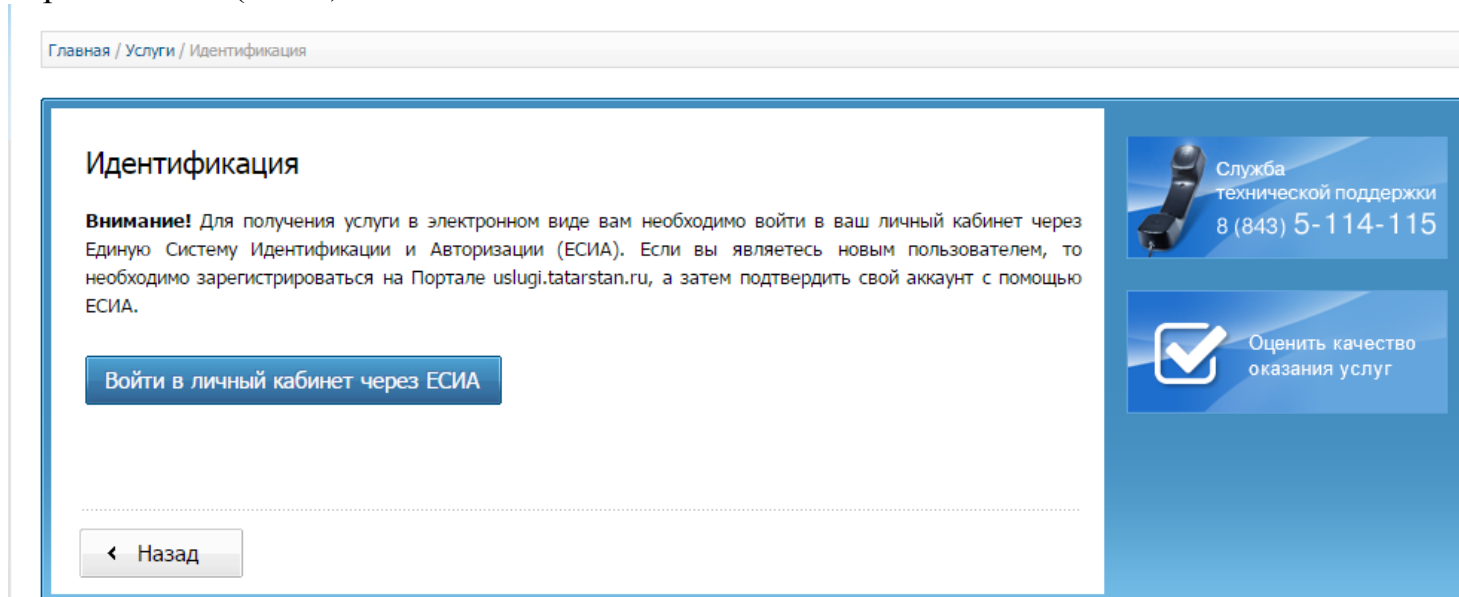 Главная / Услуги / Идентификация
Идентификация
Внимание! Для получения услуги в электронном виде вам необходимо войти в ваш личный кабинет через
Единую Систему Идентификации и Авторизации (ЕСИА). Если вы являетесь новым пользователем, то
необходимо зарегистрироваться на Портале uslugi.tatarstan.ru, а затем подтвердить свой аккаунт с помощью
ЕСИА.
Войти в личный кабинет через ЕСИА
Назад
Служба
технической поддержки
8 (843) 5-114-115
Оценить качество
оказания услуг